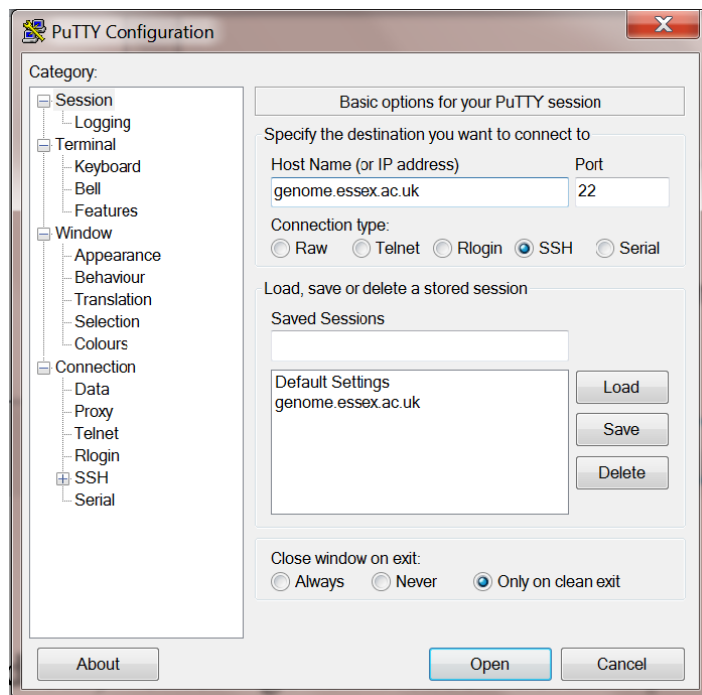 PuTTY Configuration
Category:
Session
Logging
Terminal
Keyboard
Bell
Features
Window
Appearance
Behaviour
Translation
Selection
Colours
Connection
Data
Proxy
Telnet
Rlogin
SSH
Serial
Basic options for your PuTTY session
Specify the destination you want to connect to
Host Name (or IP address) Port
genome.essex.ac.uk 22
Connection type:
Raw Telnet Rlogin SSH Serial
Load, save or delete a stored session
Saved Sessions
Default Settings
genome.essex.ac.uk
Load
Save
Delete
Close window on exit:
Always Never Only on clean exit
About Open Cancel